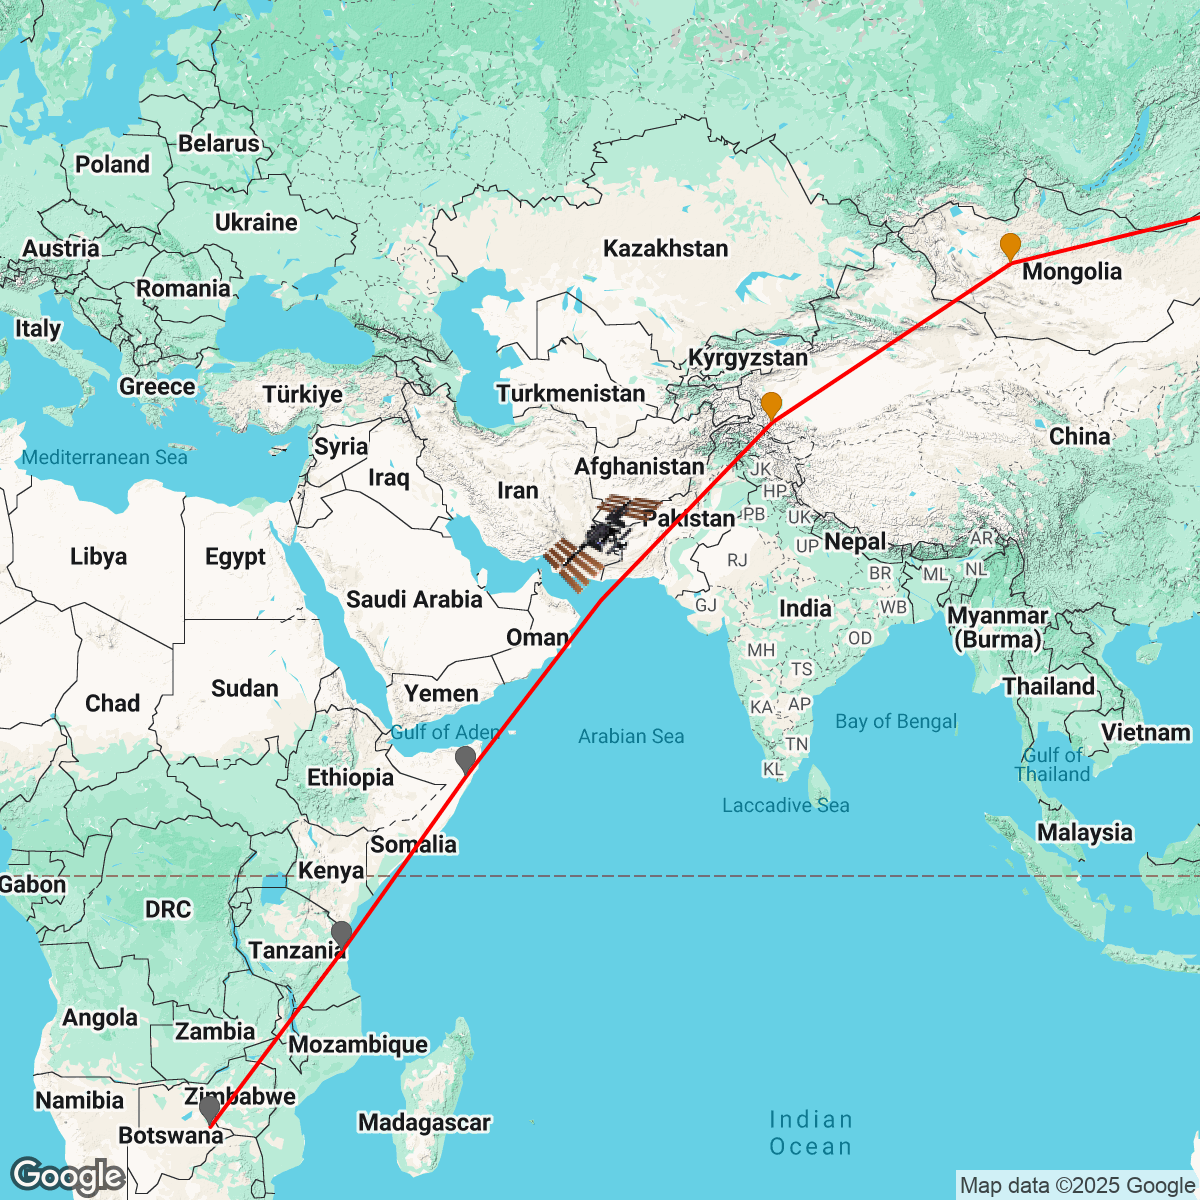 Belarus
Poland
Ukraine
Austria
Kazakhstan
Mongolia
Romania
Italy
Kyrgyzstan
Greece
Türkiye
Turkmenistan
China
Syria
Mediterranean Sea
Afghanistan
JK
Iraq
Iran
HP
Pakistan
PB
UK
Libya
Egypt
UP
Nepal
AR
RJ
BR
ML
NL
Saudi Arabia
GJ
India
WB
Myanmar
(Burma)
Oman
OD
MH
TS
Sudan
Yemen
Thailand
Chad
KA
AP
Gulf of Aden
Arabian Sea
Bay of Bengal
Vietnam
TN
Gulf of
Thailand
Ethiopia
KL
Laccadive Sea
Malaysia
Somalia
Kenya
Gabon
DRC
Tanzania
Angola
Zambia
Mozambique
Namibia
Zimbabwe
Botswana
Madagascar
Indian
Ocean
Google
Map data ©2025 Google